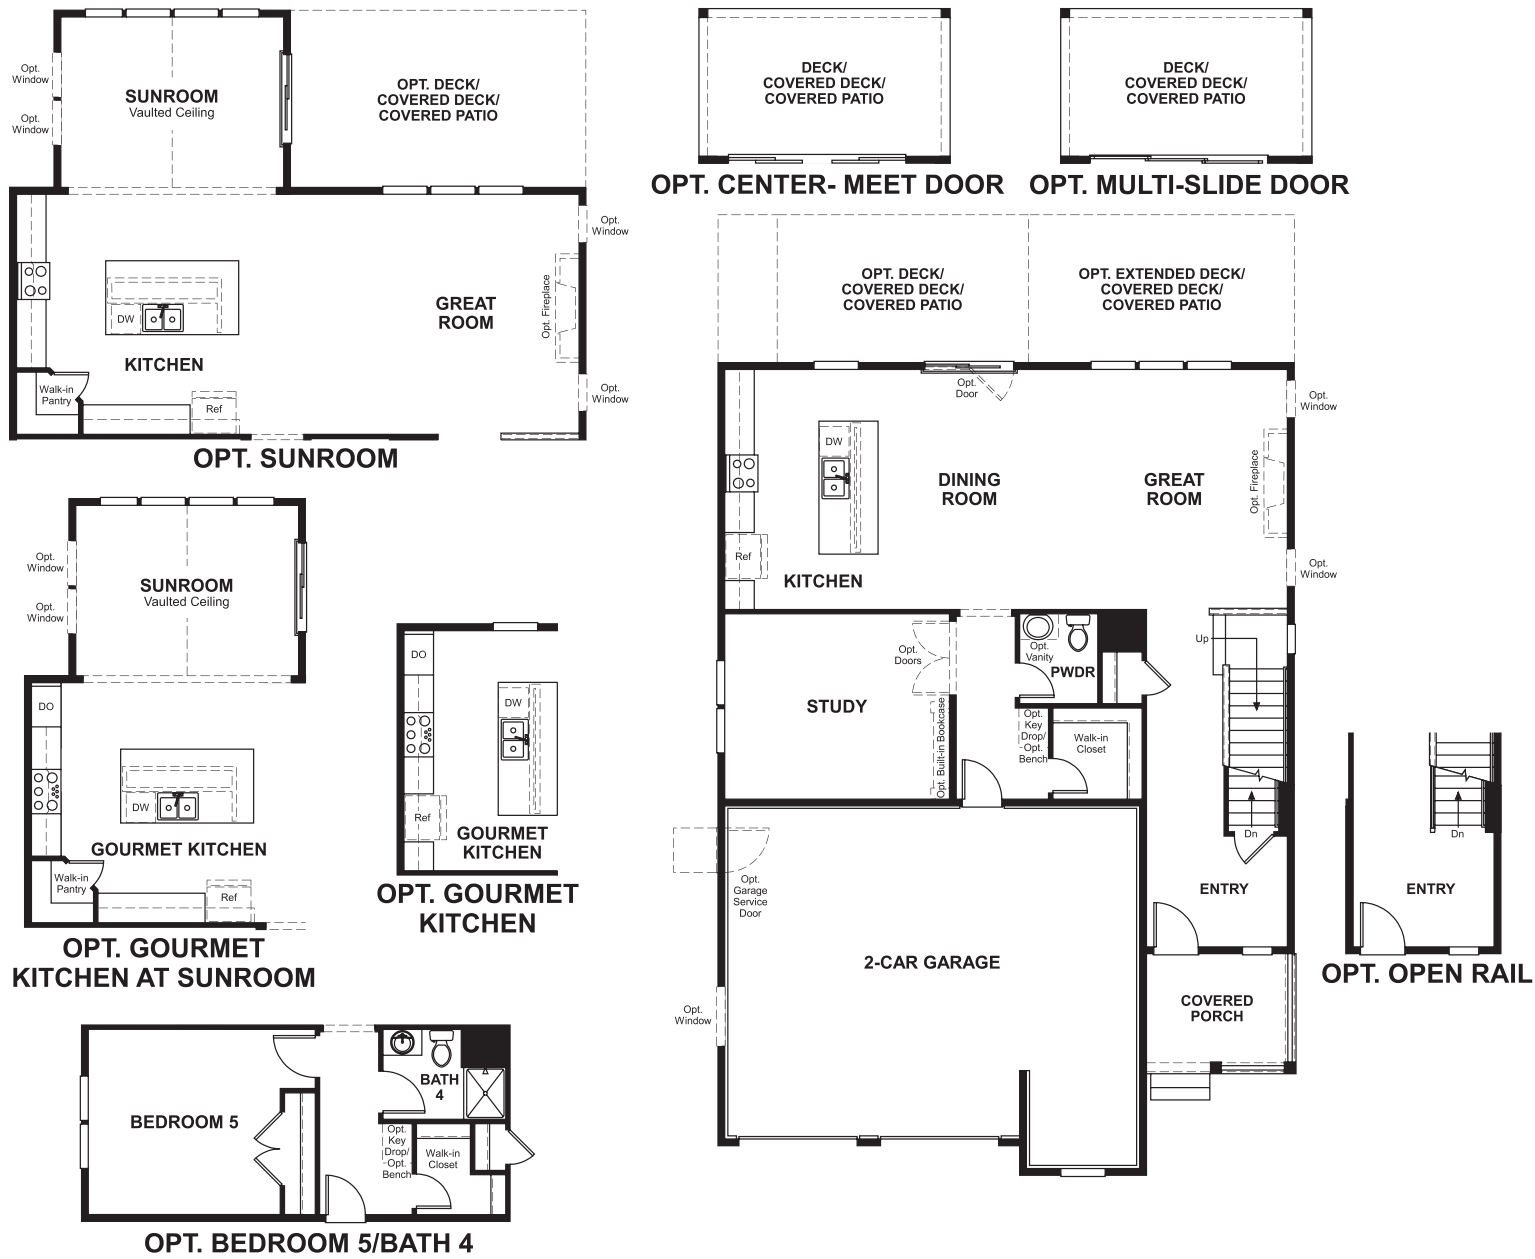 Opt.
Window
Opt.
Window
SUNROOM
Vaulted Ceiling
OPT. DECK/
COVERED DECK/
COVERED PATIO
Opt.
Window
DW
KITCHEN
GREAT
ROOM
Opt. Fireplace
Walk-in
Pantry
Ref
Opt.
Window
OPT. SUNROOM
DECK/
COVERED DECK/
COVERED PATIO
OPT. CENTER- MEET DOOR
DECK/
COVERED DECK/
COVERED PATIO
OPT. MULTI-SLIDE DOOR
Opt.
Window
Opt.
Window
SUNROOM
Vaulted Ceiling
DO
DW
GOURMET KITCHEN
Walk-in
Pantry
Ref
OPT. GOURMET
KITCHEN AT SUNROOM
DO
DW
Ref
GOURMET
KITCHEN
OPT. GOURMET
KITCHEN
OPT. DECK/
COVERED DECK/
COVERED PATIO
OPT. EXTENDED DECK/
COVERED DECK/
COVERED PATIO
Opt.
Door
Opt.
Window
DW
DINING
ROOM
GREAT
ROOM
Opt. Fireplace
Ref
KITCHEN
Opt.
Window
Opt.
Doors
Opt.
Vanity
PWDR
Up
STUDY
Opt. Built-in Bookcase
Opt.
Key
Drop/
Opt.
Bench
Walk-in
Closet
Dn
Opt.
Garage
Service
Door
ENTRY
2-CAR GARAGE
Opt.
Window
COVERED
PORCH
Dn
ENTRY
OPT. OPEN RAIL
BEDROOM 5
BATH
4
Opt.
Key
Drop/
Opt.
Bench
Walk-in
Closet
OPT. BEDROOM 5/BATH 4